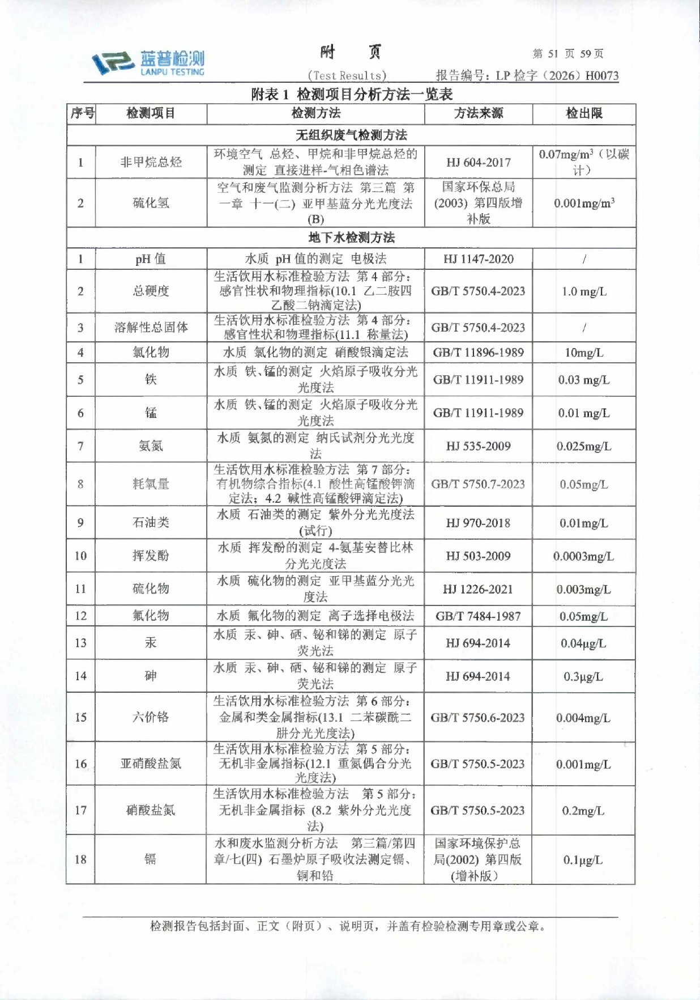 蓝普检测
LANPU TESTING
附 页
(Test Results)
第 51 页 59页
报告编号：LP 检字（2026）H0073
附表 1 检测项目分析方法一览表
序号 检测项目 检测方法 方法来源 检出限
无组织废气检测方法
1 非甲烷总烃 环境空气 总烃、甲烷和非甲烷总烃的
测定 直接进样-气相色谱法 HJ 604-2017 0.07mg/m³（以碳
计）
2 硫化氢 空气和废气监测分析方法 第三篇 第
一章 十一(二) 亚甲基蓝分光光度法
(B) 国家环保总局
(2003) 第四版增
补版 0.001mg/m³
地下水检测方法
1 pH 值 水质 pH 值的测定 电极法 HJ 1147-2020 /
2 总硬度 生活饮用水标准检验方法 第 4 部分：
感官性状和物理指标(10.1 乙二胺四
乙酸二钠滴定法) GB/T 5750.4-2023 1.0 mg/L
3 溶解性总固体 生活饮用水标准检验方法 第 4 部分：
感官性状和物理指标(11.1 称量法) GB/T 5750.4-2023 /
4 氯化物 水质 氯化物的测定 硝酸银滴定法 GB/T 11896-1989 10mg/L
5 铁 水质 铁、锰的测定 火焰原子吸收分光
光度法 GB/T 11911-1989 0.03 mg/L
6 锰 水质 铁、锰的测定 火焰原子吸收分光
光度法 GB/T 11911-1989 0.01 mg/L
7 氨氮 水质 氨氮的测定 纳氏试剂分光光度
法 HJ 535-2009 0.025mg/L
8 耗氧量 生活饮用水标准检验方法 第 7 部分：
有机物综合指标(4.1 酸性高锰酸钾滴
定法；4.2 碱性高锰酸钾滴定法) GB/T 5750.7-2023 0.05mg/L
9 石油类 水质 石油类的测定 紫外分光光度法
(试行) HJ 970-2018 0.01mg/L
10 挥发酚 水质 挥发酚的测定 4-氨基安替比林
分光光度法 HJ 503-2009 0.0003mg/L
11 硫化物 水质 硫化物的测定 亚甲基蓝分光光
度法 HJ 1226-2021 0.003mg/L
12 氟化物 水质 氟化物的测定 离子选择电极法 GB/T 7484-1987 0.05mg/L
13 汞 水质 汞、砷、硒、铋和锑的测定 原子
荧光法 HJ 694-2014 0.04μg/L
14 砷 水质 汞、砷、硒、铋和锑的测定 原子
荧光法 HJ 694-2014 0.3μg/L
15 六价铬 生活饮用水标准检验方法 第 6 部分：
金属和类金属指标(13.1 二苯碳酰二
肼分光光度法) GB/T 5750.6-2023 0.004mg/L
16 亚硝酸盐氮 生活饮用水标准检验方法 第 5 部分：
无机非金属指标(12.1 重氮偶合分光
光度法) GB/T 5750.5-2023 0.001mg/L
17 硝酸盐氮 生活饮用水标准检验方法 第 5 部分：
无机非金属指标 (8.2 紫外分光光度
法) GB/T 5750.5-2023 0.2mg/L
18 镉 水和废水监测分析方法 第三篇/第四
章/七(四) 石墨炉原子吸收法测定镉、
铜和铅 国家环境保护总
局(2002) 第四版
(增补版） 0.1μg/L
检测报告包括封面、正文（附页）、说明页，并盖有检验检测专用章或公章。